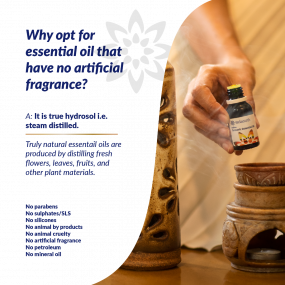 Why opt for
essential oil that
have no artificial
fragrance?
A: It is true hydrosol i.e.
steam distilled.
Truly natural essentail oils are
produced by distilling fresh
flowers, leaves, fruits, and
other plant materials.
No parabens
No sulphates/SLS
No silicones
No animal by products
No animal cruelty
No artificial fragrance
No petroleum
No mineral oil